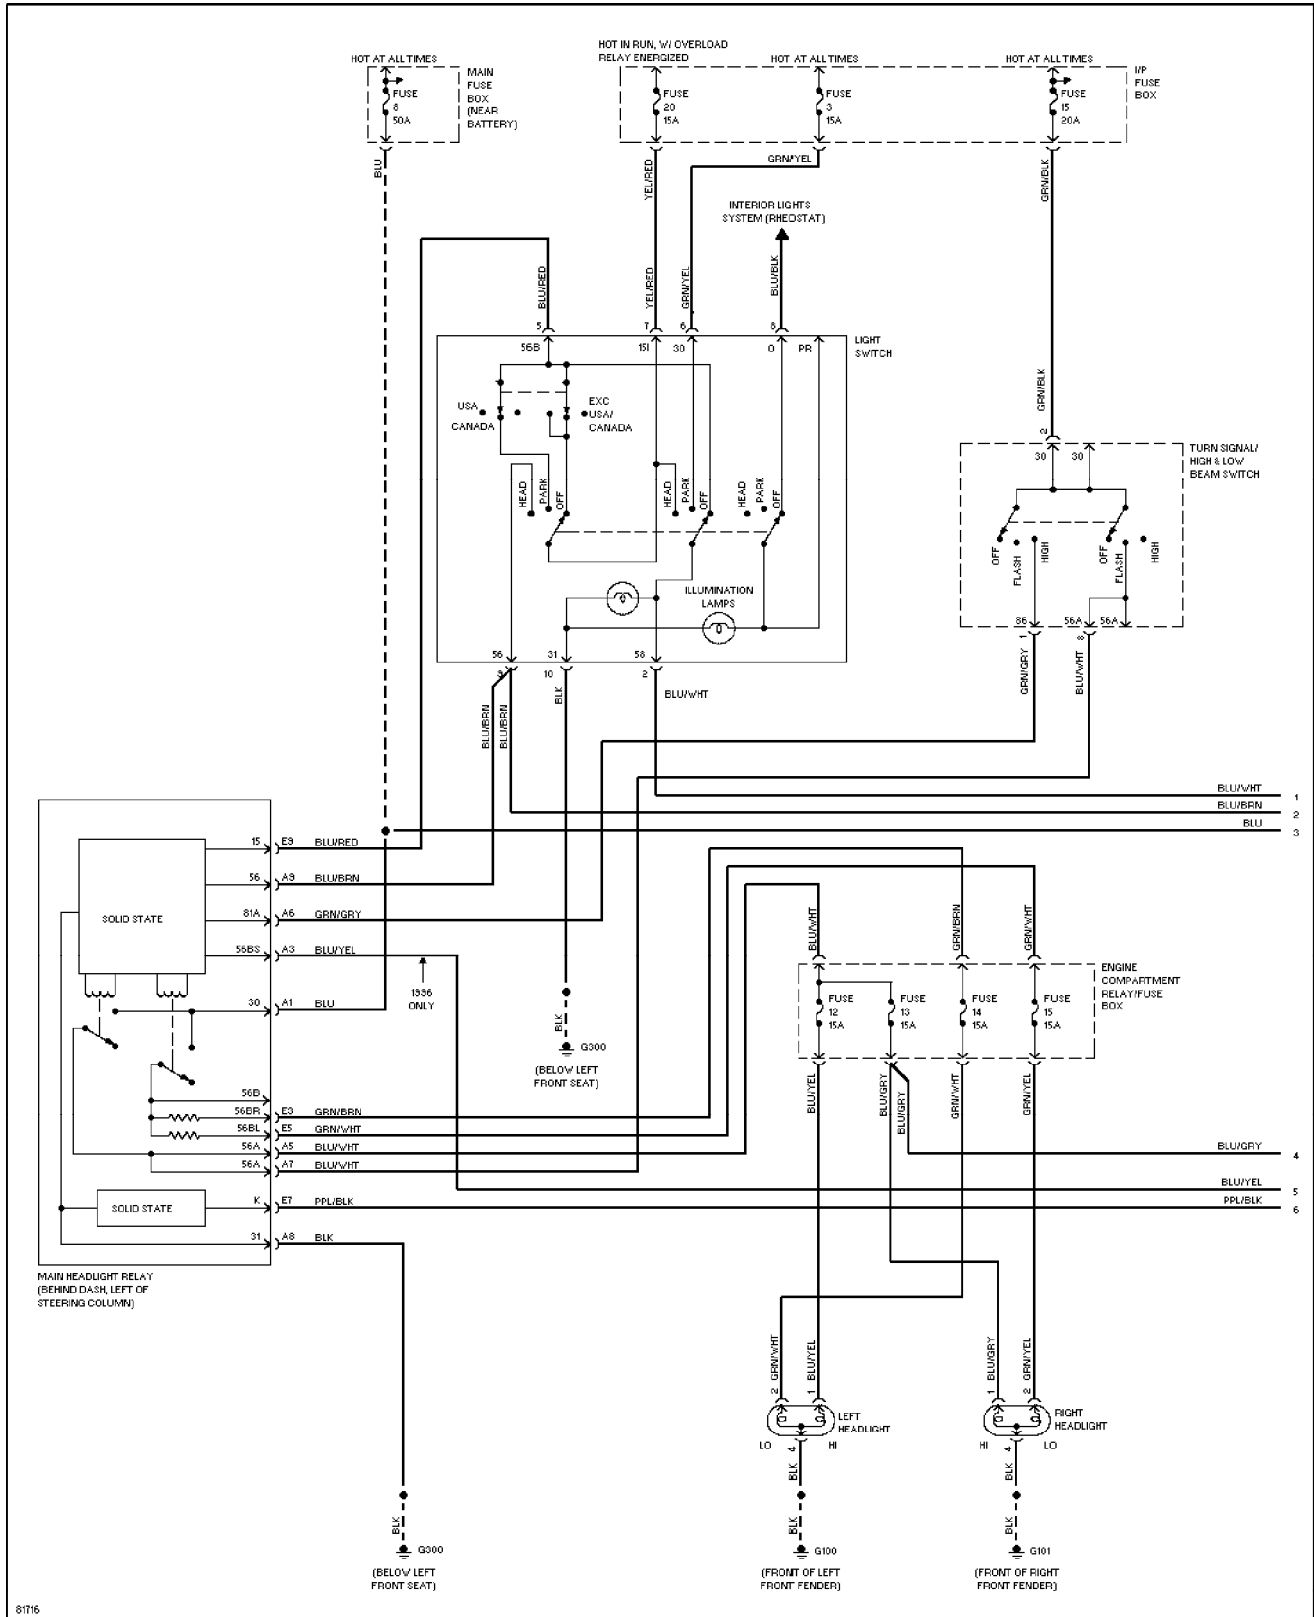 HOT AT ALL TIMES
MAIN
FUSE
BOX
(NEAR
BATTERY)
FUSE
8
50A
BLU
HOT IN RUN, W/ OVERLOAD
RELAY ENERGIZED
HOT AT ALL TIMES
HOT AT ALL TIMES
I/P
FUSE
BOX
FUSE
20
15A
FUSE
3
15A
FUSE
15
20A
YEL/RED
GRN/YEL
GRN/BLK
INTERIOR LIGHTS
SYSTEM (RHEOSTAT)
BLU/RED
YEL/RED
GRN/YEL
BLU/BLK
5
7
6
8
56B
15I
30
0
PR
LIGHT
SWITCH
USA
CANADA
EXC
USA/
CANADA
HEAD
PARK
OFF
HEAD
PARK
OFF
HEAD
PARK
OFF
ILLUMINATION
LAMPS
56
31
58
9
10
2
BLK
BLU/WHT
BLU/BRN
BLU/BRN
GRN/BLK
2
30
30
TURN SIGNAL/
HIGH & LOW
BEAM SWITCH
OFF
FLASH
HIGH
OFF
FLASH
HIGH
86
56A
56A
1
8
GRN/GRY
BLU/WHT
BLU/WHT
1
BLU/BRN
2
BLU
3
SOLID STATE
15
E9
BLU/RED
56
A9
BLU/BRN
81A
A6
GRN/GRY
56BS
A3
BLU/YEL
1996
ONLY
30
A1
BLU
56B
56BR
E3
GRN/BRN
56BL
E5
GRN/WHT
56A
A5
BLU/WHT
56A
A7
BLU/WHT
SOLID STATE
K
E7
PPL/BLK
31
A8
BLK
MAIN HEADLIGHT RELAY
(BEHIND DASH, LEFT OF
STEERING COLUMN)
BLK
G300
(BELOW LEFT
FRONT SEAT)
BLU/WHT
GRN/BRN
GRN/WHT
ENGINE
COMPARTMENT
RELAY/FUSE
BOX
FUSE
12
15A
FUSE
13
15A
FUSE
14
15A
FUSE
15
15A
BLU/YEL
BLU/GRY
BLU/GRY
GRN/WHT
GRN/YEL
BLU/GRY
4
BLU/YEL
5
PPL/BLK
6
2 GRN/WHT
1 BLU/YEL
1 BLU/GRY
2 GRN/YEL
LEFT
HEADLIGHT
RIGHT
HEADLIGHT
LO
4
HI
HI
4
LO
BLK
BLK
BLK
G300
(BELOW LEFT
FRONT SEAT)
BLK
G100
(FRONT OF LEFT
FRONT FENDER)
BLK
G101
(FRONT OF RIGHT
FRONT FENDER)
81716